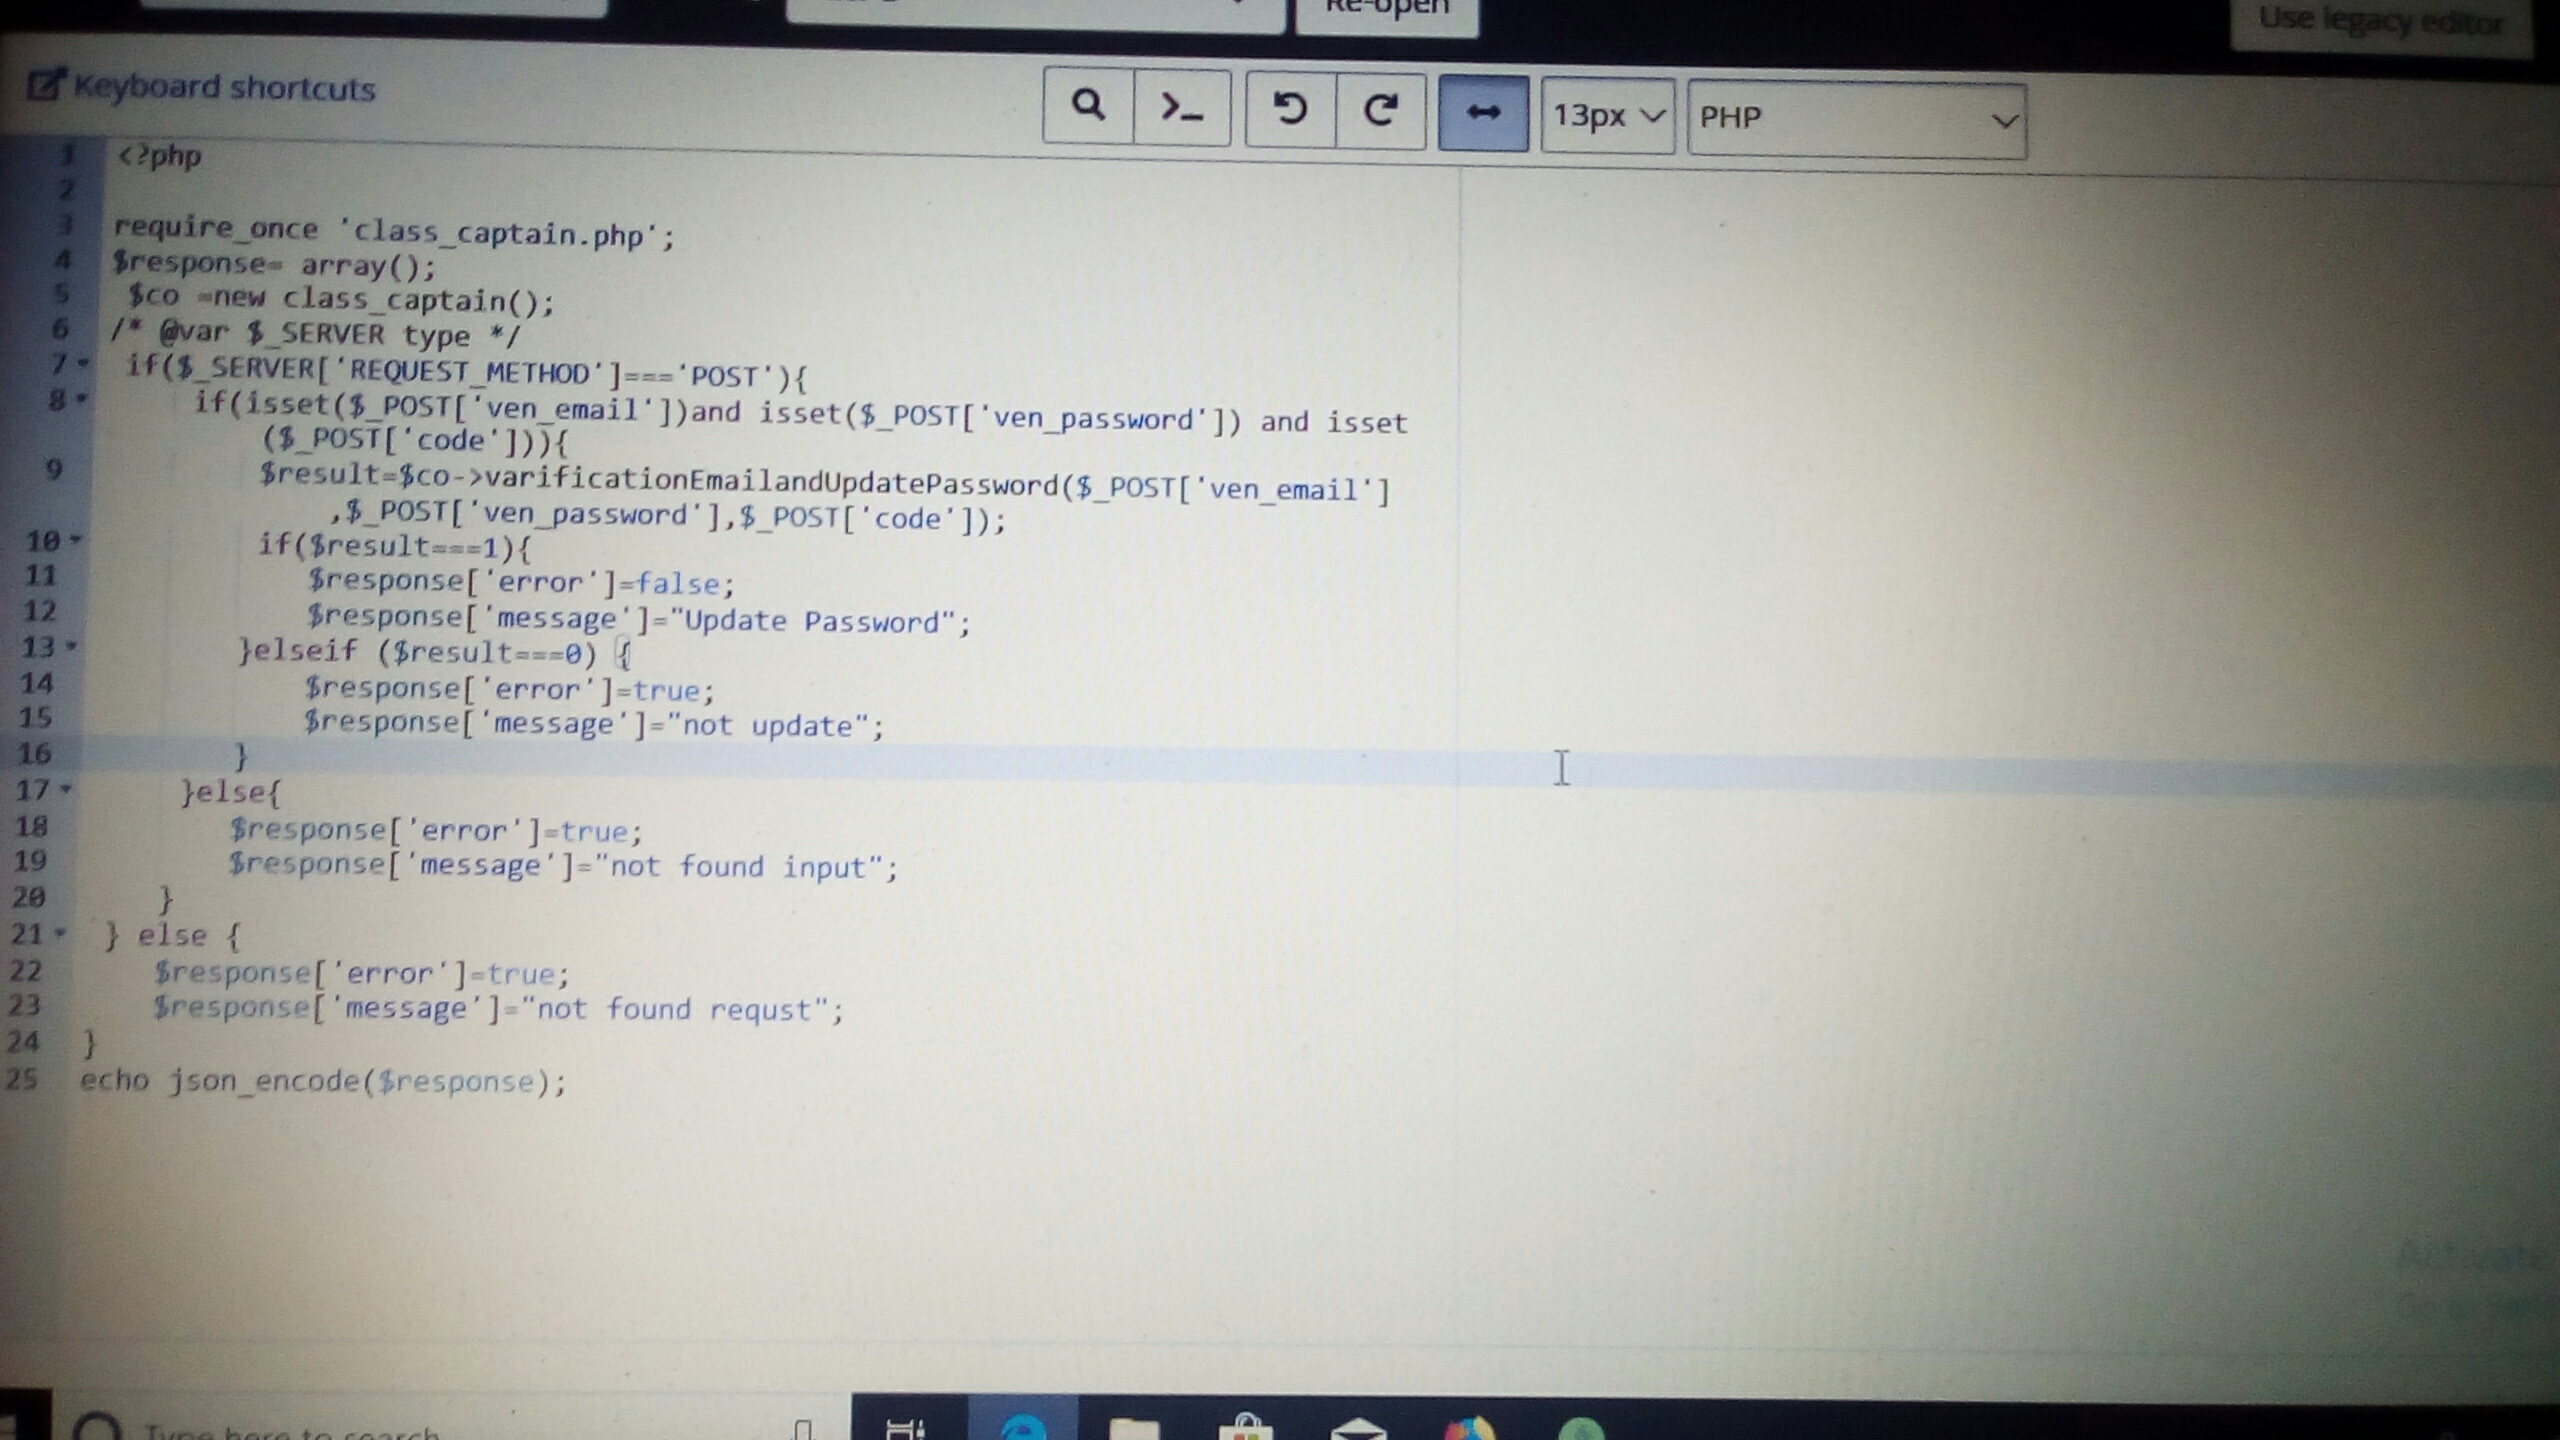 Re-open
Use legacy editor
Keyboard shortcuts
13px
PHP
1 <?php
2
3 require_once 'class_captain.php';
4 $response= array();
5 $co =new class_captain();
6 /* @var $_SERVER type */
7 if($_SERVER['REQUEST_METHOD']==='POST'){
8 if(isset($_POST['ven_email'])and isset($_POST['ven_password']) and isset
($_POST['code'])){
9 $result=$co->varificationEmailandUpdatePassword($_POST['ven_email']
,$_POST['ven_password'],$_POST['code']);
10 if($result===1){
11 $response['error']=false;
12 $response['message']="Update Password";
13 }elseif ($result===0) {
14 $response['error']=true;
15 $response['message']="not update";
16 }
17 }else{
18 $response['error']=true;
19 $response['message']="not found input";
20 }
21 } else {
22 $response['error']=true;
23 $response['message']="not found requst";
24 }
25 echo json_encode($response);
Activate
Type here to search